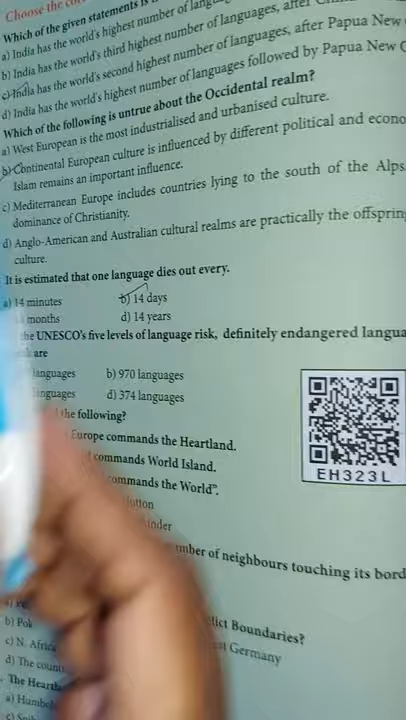 Choose the
Which of the given statements is
a) India has the world's highest number of
b) India has the world's third highest number of languages, after
c) India has the world's second highest number of languages, after Papua New
d) India has the world's highest number of languages followed by Papua New
Which of the following is untrue about the Occidental realm?
a) West European is the most industrialised and urbanised culture.
b) Continental European culture is influenced by different political and econo
Islam remains an important influence.
c) Mediterranean Europe includes countries lying to the south of the Alps
dominance of Christianity.
d) Anglo-American and Australian cultural realms are practically the offspring
culture.
It is estimated that one language dies out every.
a) 14 minutes
b) 14 days
months
d) 14 years
the UNESCO's five levels of language risk, definitely endangered langua
are
languages
b) 970 languages
languages
d) 374 languages
the following?
Europe commands the Heartland.
commands World Island.
commands the World".
EH323L
inder
mber of neighbours touching its bord
b) Pok
flict Boundaries?
c) N. Africa
st Germany
d) The count
The Heartla
a) Humbol